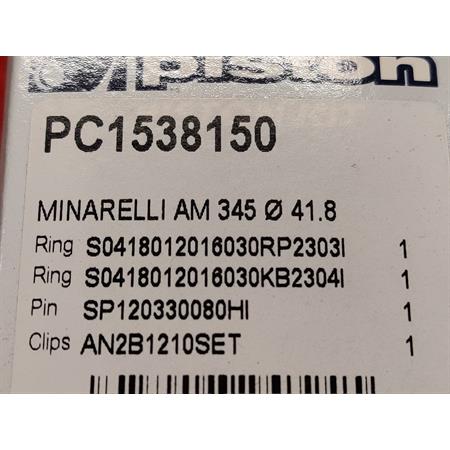 piston
PC1538150
MINARELLI AM 345 Ø 41.8
Ring S0418012016030RP2303I 1
Ring S0418012016030KB2304I 1
Pin SP120330080HI 1
Clips AN2B1210SET 1